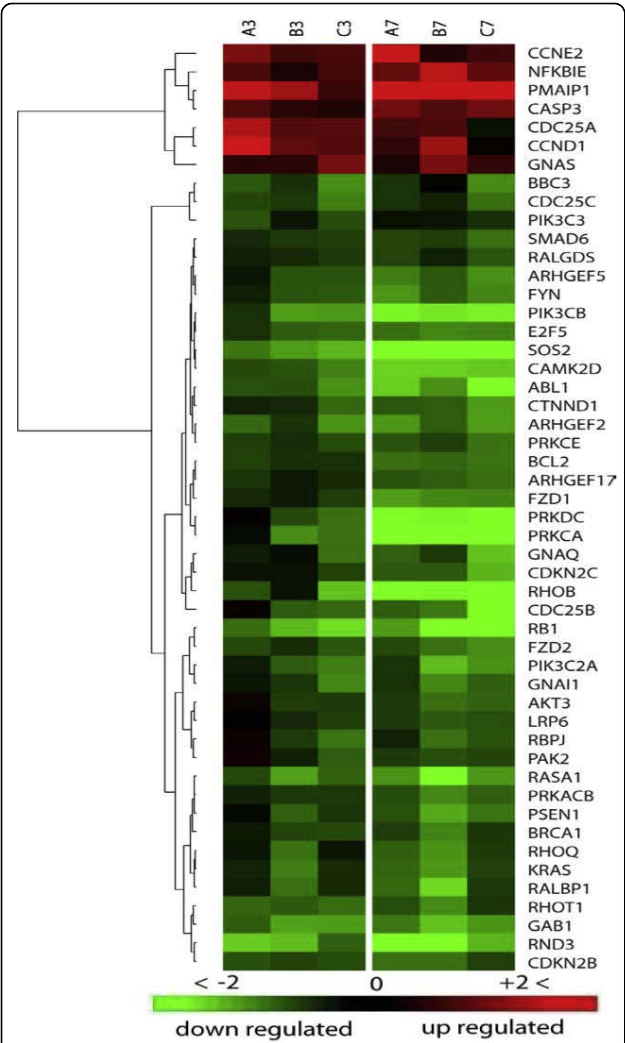 A3 B3 C3 A7 B7 C7
CCNE2
NFKBIE
PMAIP1
CASP3
CDC25A
CCND1
GNAS
BBC3
CDC25C
PIK3C3
SMAD6
RALGDS
ARHGEF5
FYN
PIK3CB
E2F5
SOS2
CAMK2D
ABL1
CTNND1
ARHGEF2
PRKCE
BCL2
ARHGEF17
FZD1
PRKDC
PRKCA
GNAQ
CDKN2C
RHOB
CDC25B
RB1
FZD2
PIK3C2A
GNAI1
AKT3
LRP6
RBPJ
PAK2
RASA1
PRKACB
PSEN1
BRCA1
RHOQ
KRAS
RALBP1
RHOT1
GAB1
RND3
CDKN2B
< -2 0 +2 <
down regulated up regulated